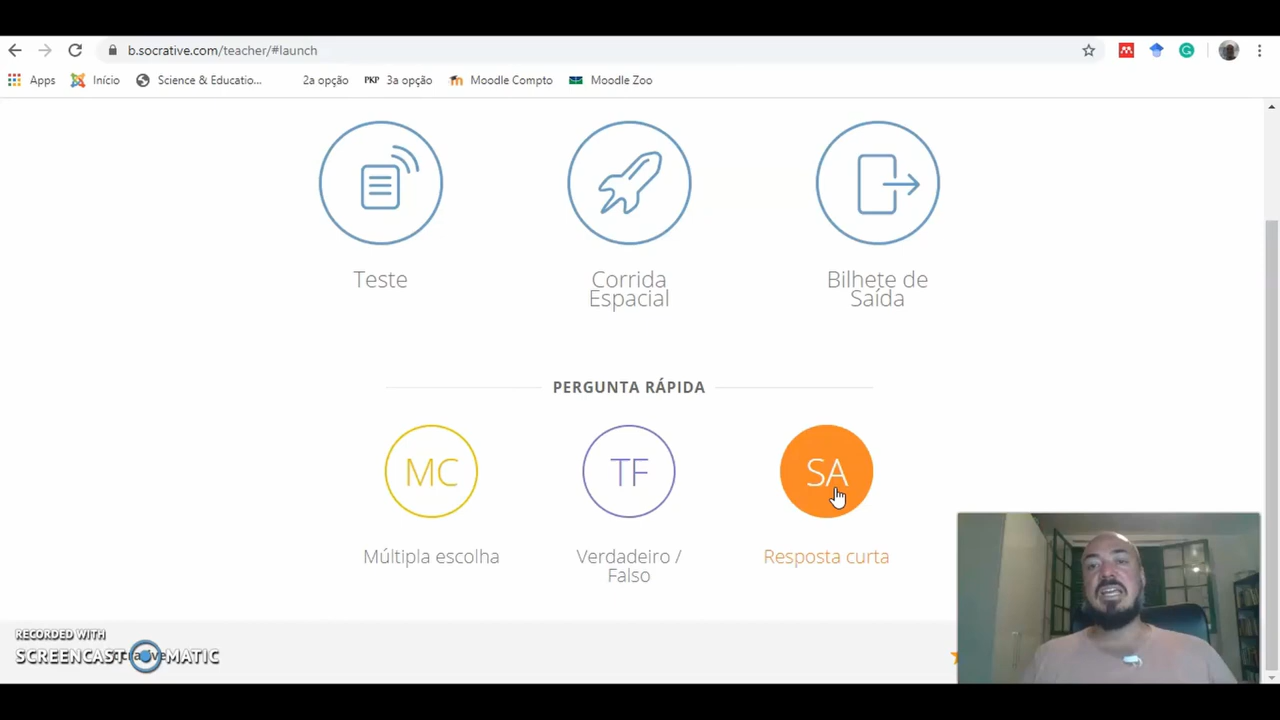 b.socrative.com/teacher/#launch
Apps Início Science & Educatio... 2a opção PKP 3a opção Moodle Compto Moodle Zoo
Teste
Corrida
Espacial
Bilhete de
Saída
PERGUNTA RÁPIDA
MC TF SA
Múltipla escolha
Verdadeiro /
Falso
Resposta curta
RECORDED WITH
SCREENCAST MATIC